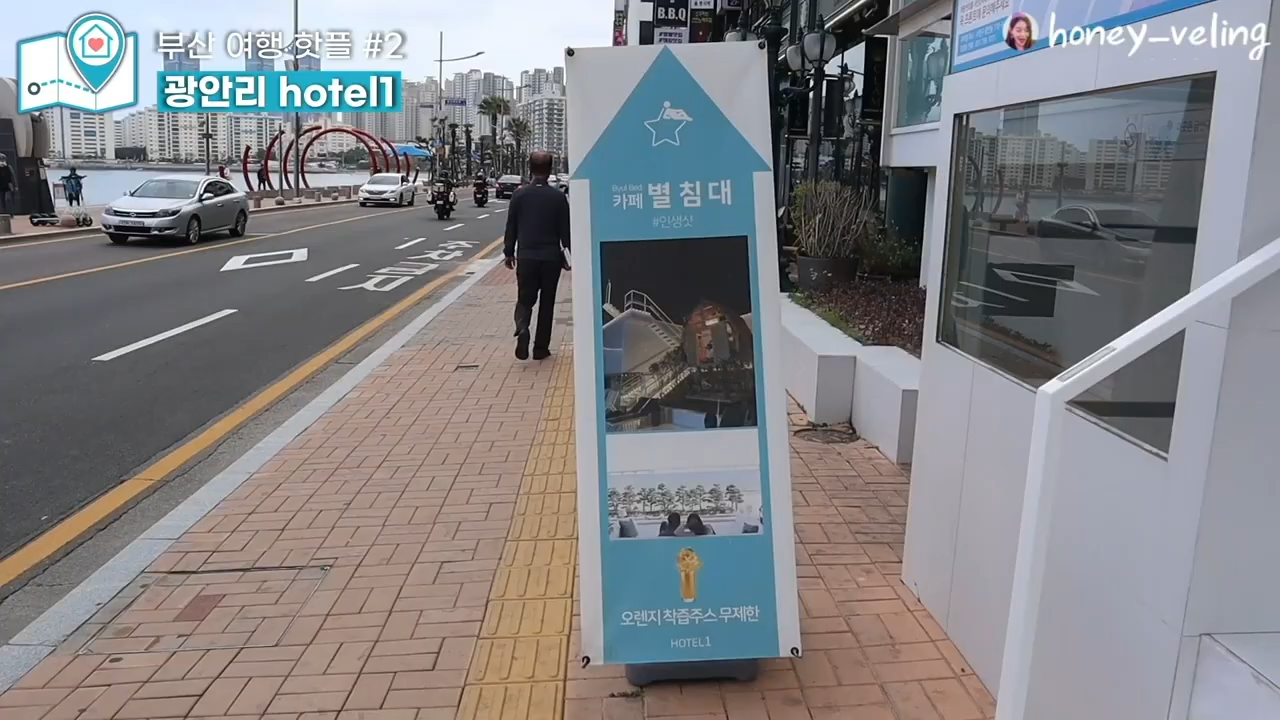 부산 여행 핫플 #2
광안리 hotel1
honey_veling
B.B.Q
Byul Bed
카페 별 침 대
#인생샷
오렌지 착즙주스 무제한
HOTEL1